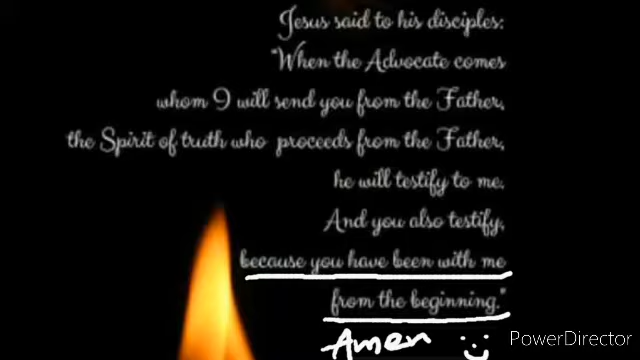 Jesus said to his disciples:
"When the Advocate comes
whom I will send you from the Father,
the Spirit of truth who proceeds from the Father,
he will testify to me.
And you also testify,
because you have been with me
from the beginning."
Amen
PowerDirector